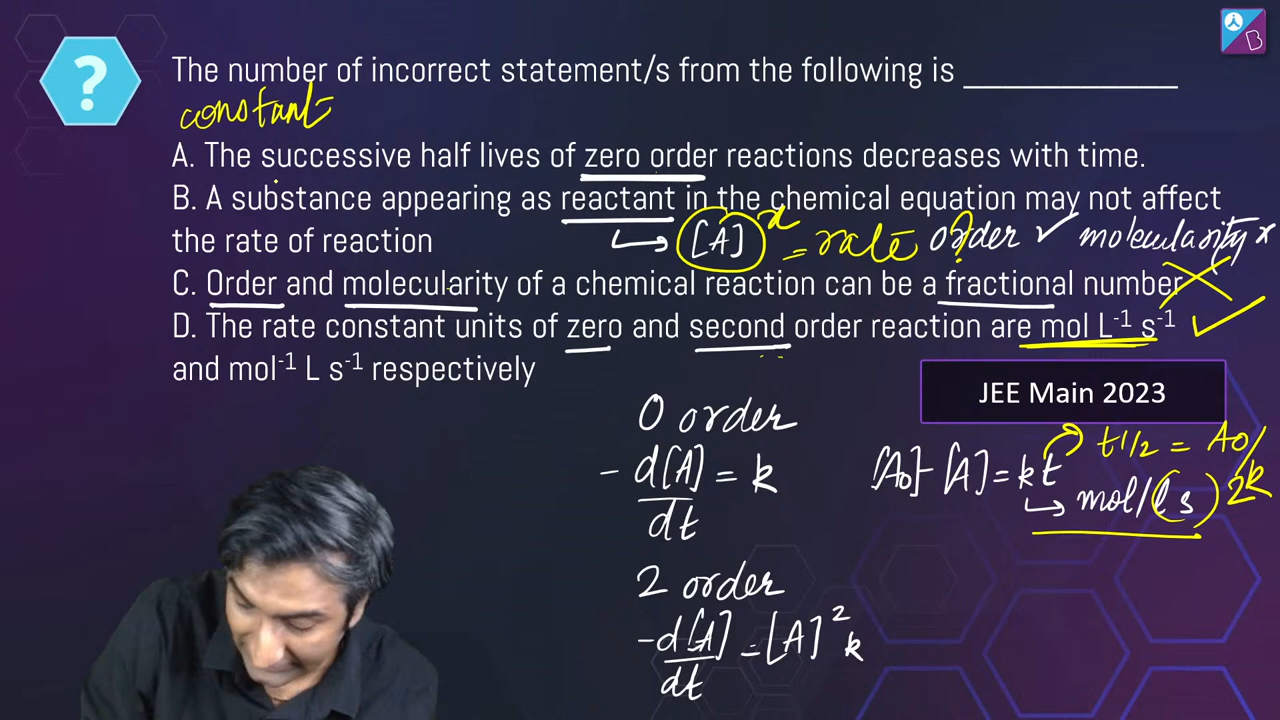 ?
The number of incorrect statement/s from the following is ______________
constant
A. The successive half lives of zero order reactions decreases with time.
B. A substance appearing as reactant in the chemical equation may not affect
the rate of reaction
[A]ˣ = rate order ✓ molecularity x
?
C. Order and molecularity of a chemical reaction can be a fractional number
D. The rate constant units of zero and second order reaction are mol L⁻¹ s⁻¹
and mol⁻¹ L s⁻¹ respectively
JEE Main 2023
0 order
- d[A]/dt = k
[A₀] - [A] = kt
t1/2 = A₀/2k
mol/l s
2 order
- d[A]/dt = [A]² k
B